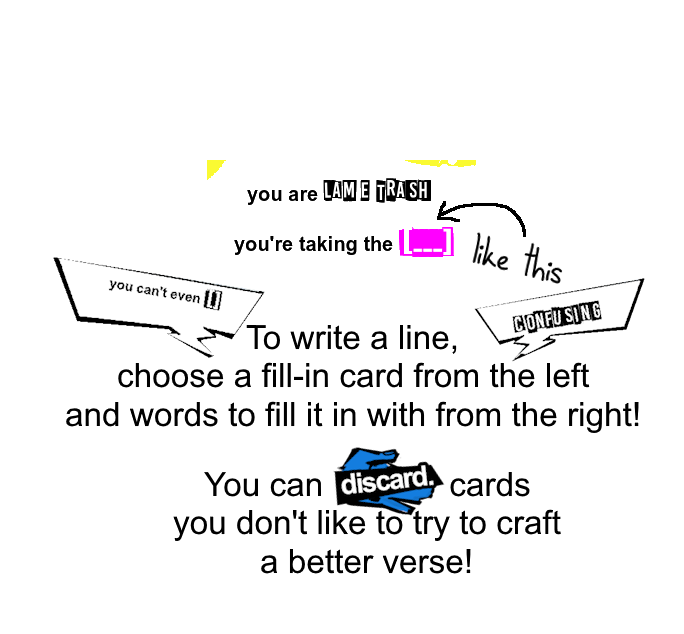 you are LAME TRASH
you're taking the [___]
like this
you can't even [_]
CONFUSING
To write a line,
choose a fill-in card from the left
and words to fill it in with from the right!
You can discard. cards
you don't like to try to craft
a better verse!